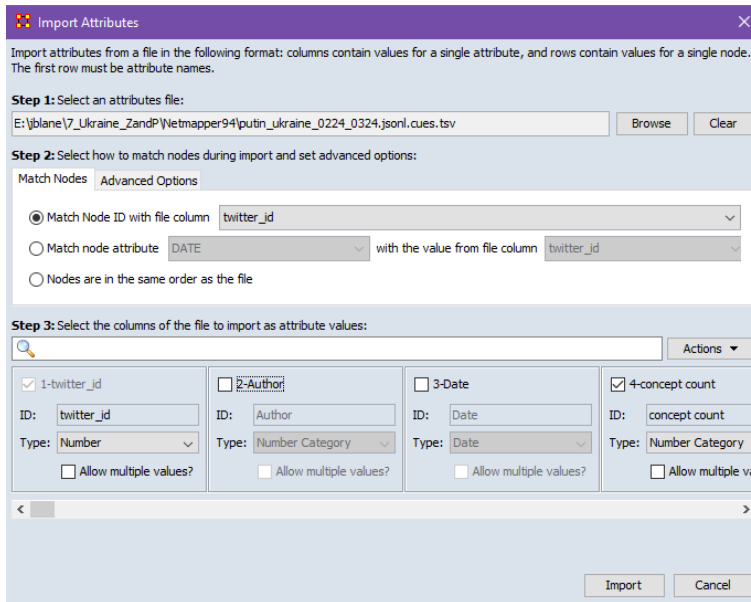 Import Attributes
Import attributes from a file in the following format: columns contain values for a single attribute, and rows contain values for a single node.
The first row must be attribute names.
Step 1: Select an attributes file:
E:\jblane\7_Ukraine_ZandP\Netmapper94\putin_ukraine_0224_0324.jsonl.cues.tsv Browse Clear
Step 2: Select how to match nodes during import and set advanced options:
Match Nodes Advanced Options
Match Node ID with file column twitter_id
Match node attribute DATE with the value from file column twitter_id
Nodes are in the same order as the file
Step 3: Select the columns of the file to import as attribute values:
Actions
1-twitter_id 2-Author 3-Date 4-concept count
ID: twitter_id ID: Author ID: Date ID: concept count
Type: Number Type: Number Category Type: Date Type: Number Category
Allow multiple values? Allow multiple values? Allow multiple values? Allow multiple va
Import Cancel